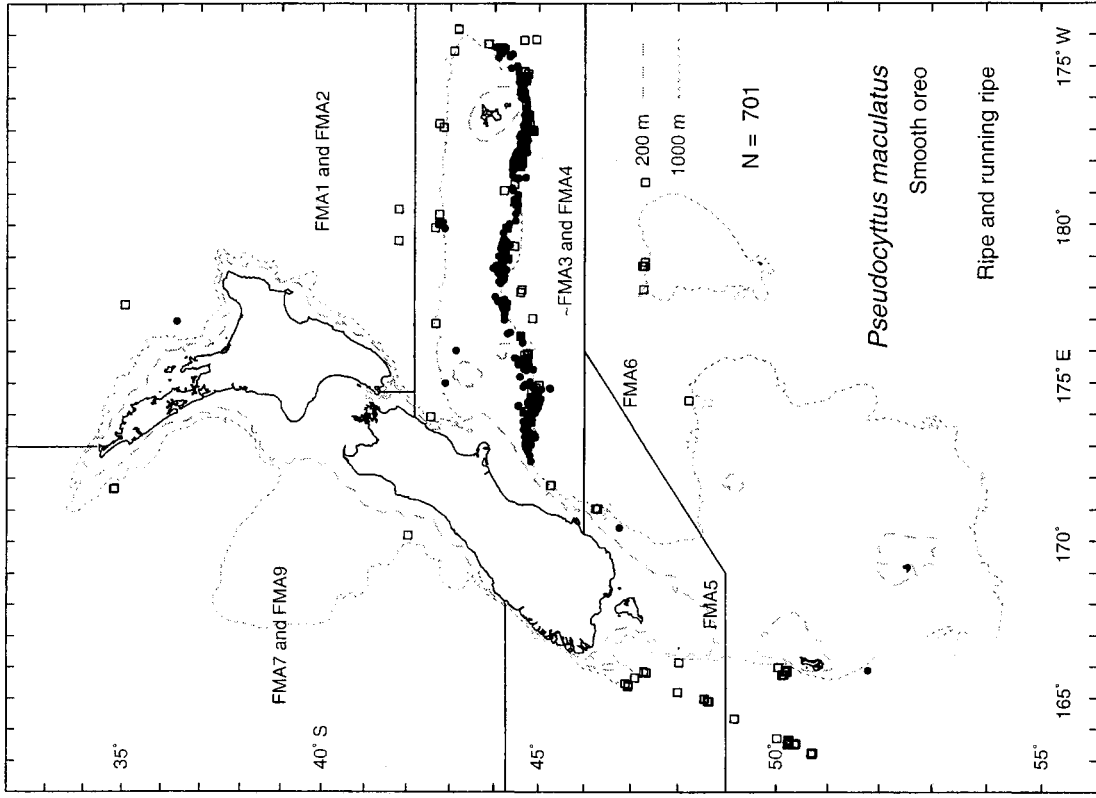 FMA1 and FMA2
FMA7 and FMA9
~FMA3 and FMA4
FMA6
FMA5
200 m
1000 m
N = 701
Pseudocyttus maculatus
Smooth oreo
Ripe and running ripe
35°
40° S
45°
50°
55°
165°
170°
175° E
180°
175° W